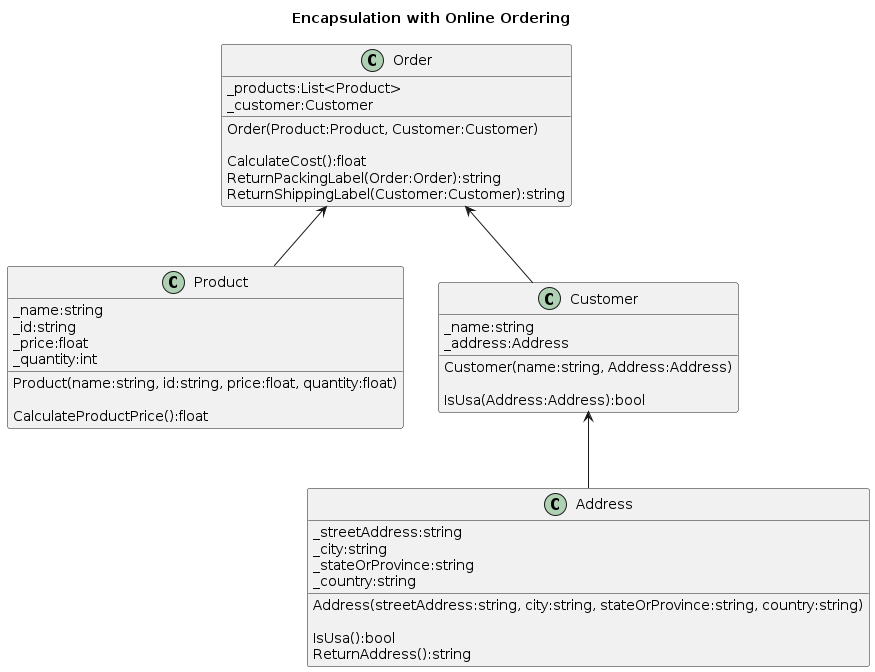 Encapsulation with Online Ordering
C Order
_products:List<Product>
_customer:Customer
Order(Product:Product, Customer:Customer)
CalculateCost():float
ReturnPackingLabel(Order:Order):string
ReturnShippingLabel(Customer:Customer):string
C Product
_name:string
_id:string
_price:float
_quantity:int
Product(name:string, id:string, price:float, quantity:float)
CalculateProductPrice():float
C Customer
_name:string
_address:Address
Customer(name:string, Address:Address)
IsUsa(Address:Address):bool
C Address
_streetAddress:string
_city:string
_stateOrProvince:string
_country:string
Address(streetAddress:string, city:string, stateOrProvince:string, country:string)
IsUsa():bool
ReturnAddress():string